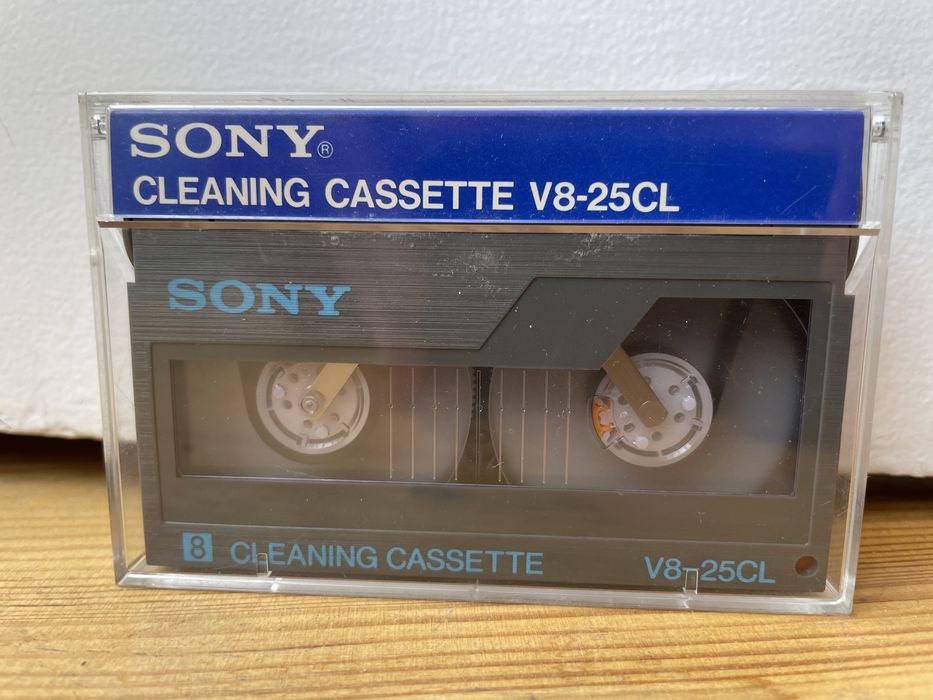 SONY®
CLEANING CASSETTE V8-25CL
SONY
8 CLEANING CASSETTE V8-25CL